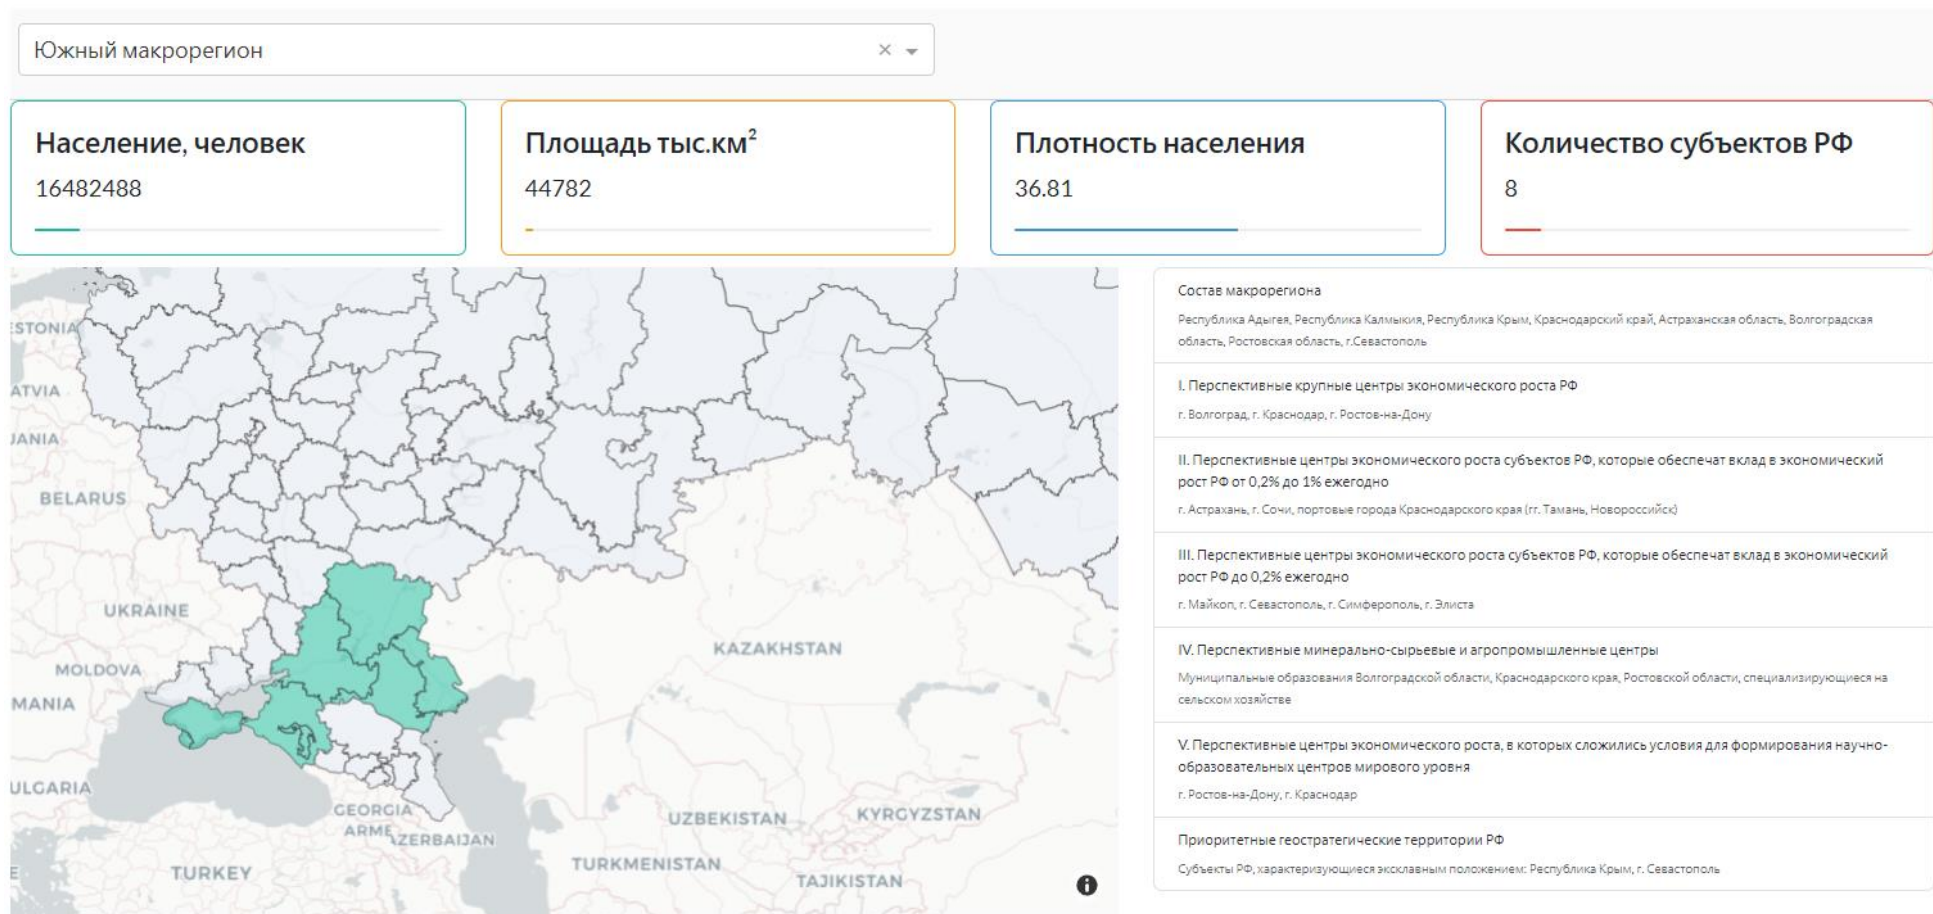 Южный макрорегион
Население, человек
16482488
Площадь тыс.км²
44782
Плотность населения
36.81
Количество субъектов РФ
8
ESTONIA
ATVIA
JANIA
BELARUS
UKRAINE
MOLDOVA
MANIA
ULGARIA
GEORGIA
ARME
ZERBAIJAN
TURKEY
E
KAZAKHSTAN
UZBEKISTAN
KYRGYZSTAN
TURKMENISTAN
TAJIKISTAN
Состав макрорегиона
Республика Адыгея, Республика Калмыкия, Республика Крым, Краснодарский край, Астраханская область, Волгоградская
область, Ростовская область, г.Севастополь
I. Перспективные крупные центры экономического роста РФ
г. Волгоград, г. Краснодар, г. Ростов-на-Дону
II. Перспективные центры экономического роста субъектов РФ, которые обеспечат вклад в экономический
рост РФ от 0,2% до 1% ежегодно
г. Астрахань, г. Сочи, портовые города Краснодарского края (гг. Тамань, Новороссийск)
III. Перспективные центры экономического роста субъектов РФ, которые обеспечат вклад в экономический
рост РФ до 0,2% ежегодно
г. Майкоп, г. Севастополь, г. Симферополь, г. Элиста
IV. Перспективные минерально-сырьевые и агропромышленные центры
Муниципальные образования Волгоградской области, Краснодарского края, Ростовской области, специализирующиеся на
сельском хозяйстве
V. Перспективные центры экономического роста, в которых сложились условия для формирования научно-
образовательных центров мирового уровня
г. Ростов-на-Дону, г. Краснодар
Приоритетные геостратегические территории РФ
Субъекты РФ, характеризующиеся эксклавным положением: Республика Крым, г. Севастополь